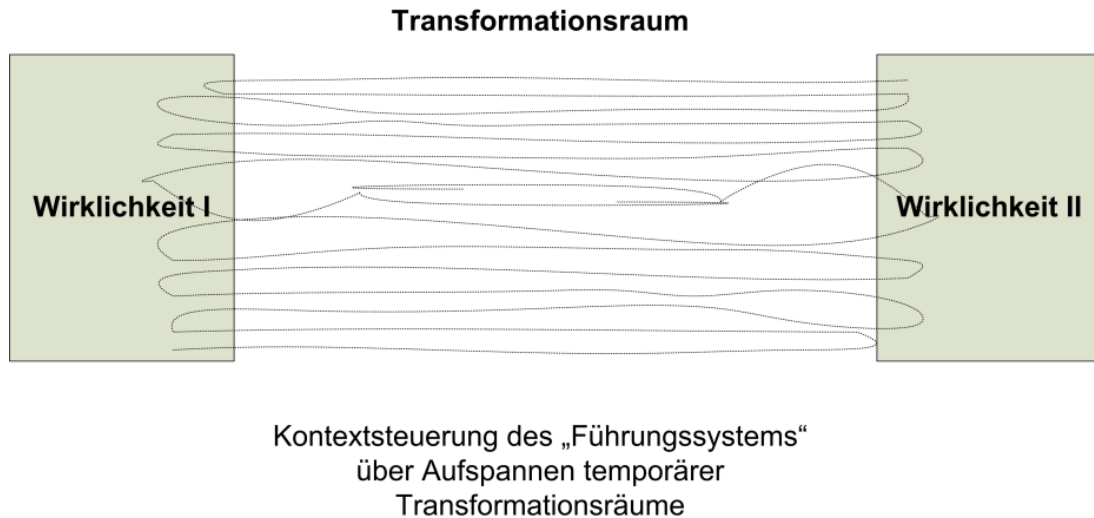 Transformationsraum
Wirklichkeit I
Wirklichkeit II
Kontextsteuerung des „Führungssystems“
über Aufspannen temporärer
Transformationsräume